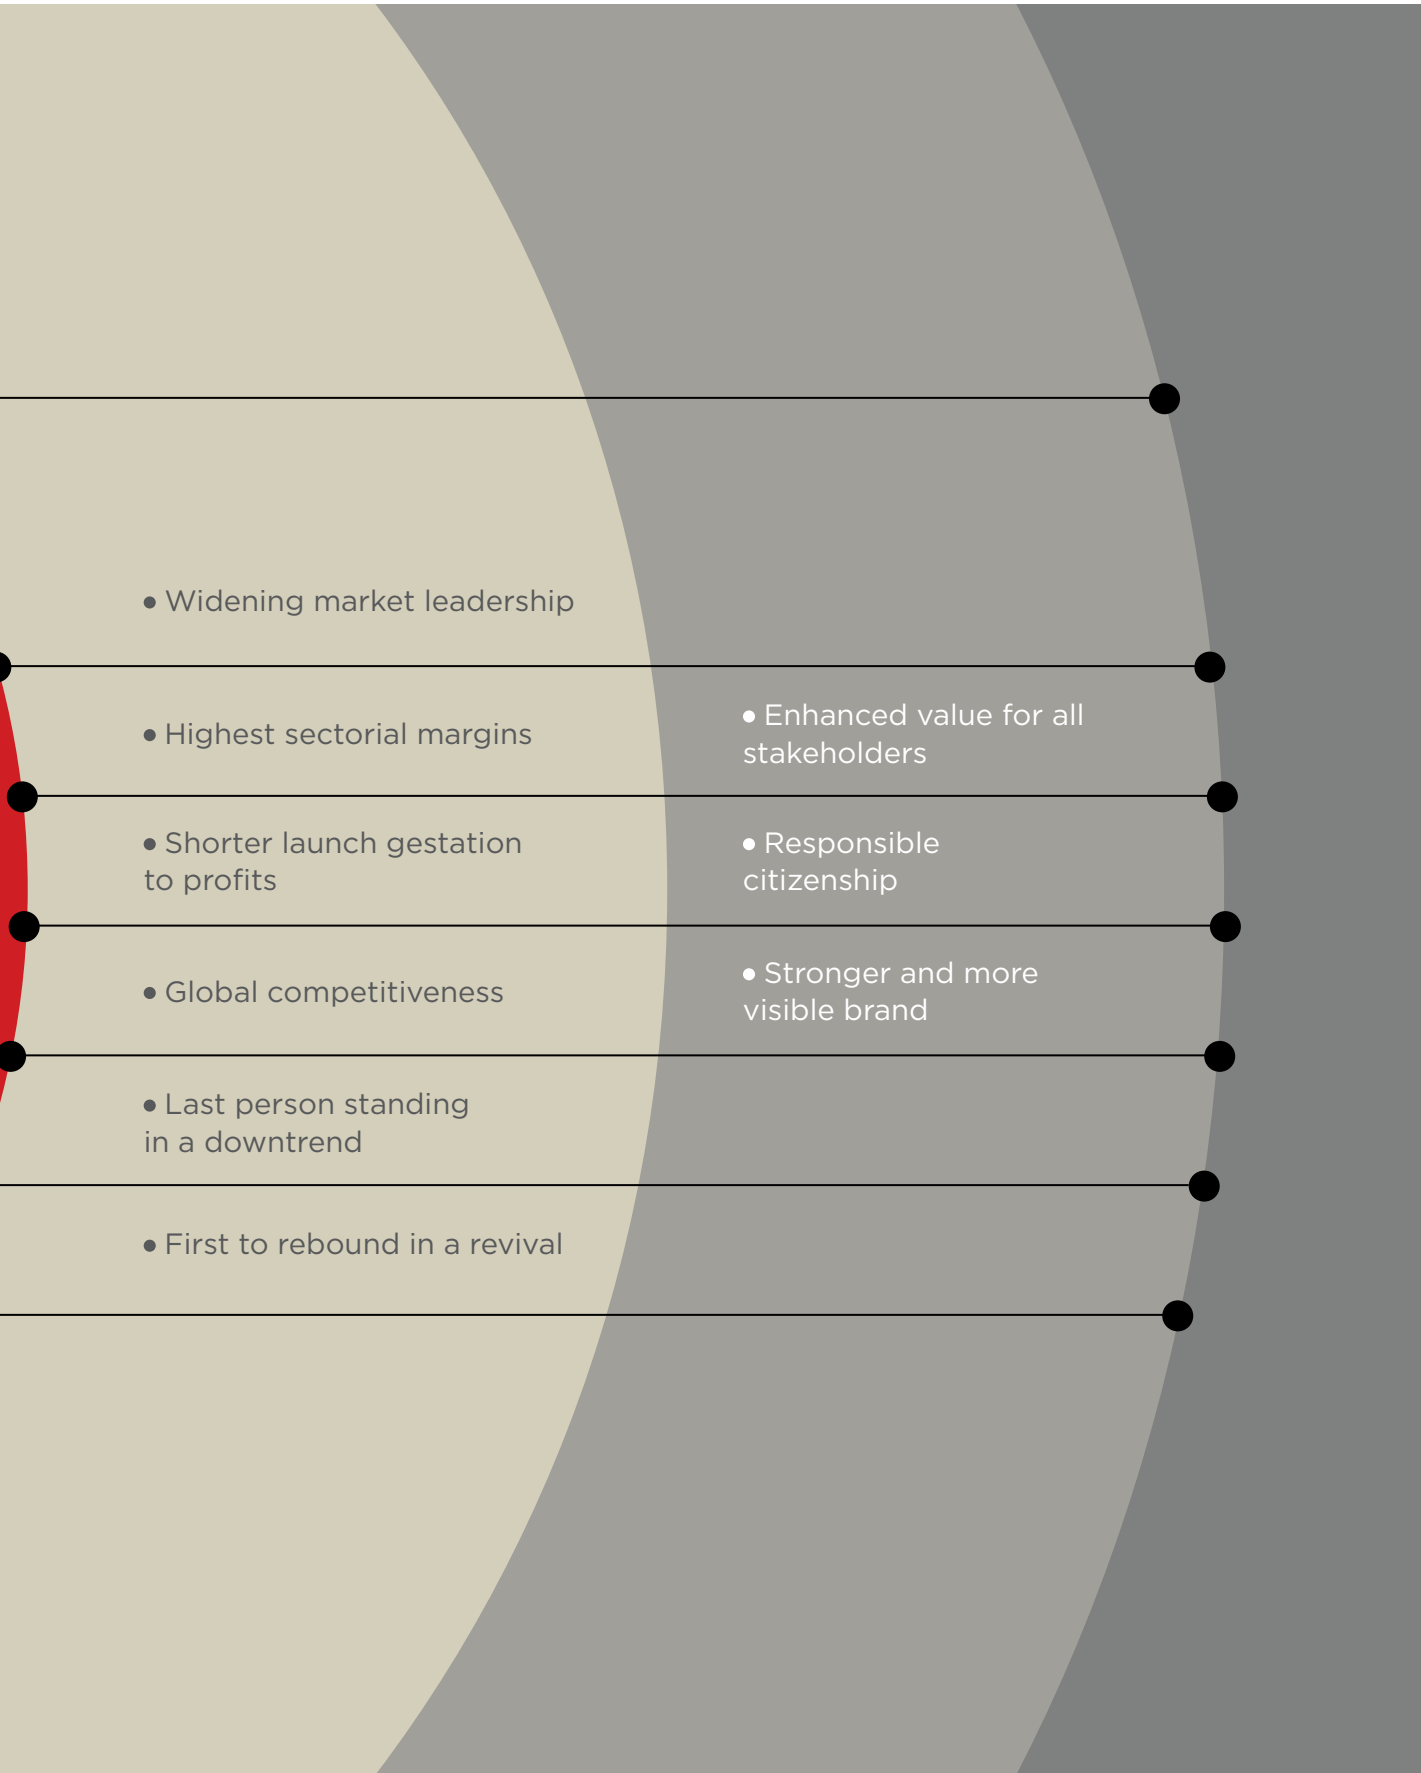 • Widening market leadership
• Highest sectorial margins
• Shorter launch gestation
to profits
• Global competitiveness
• Last person standing
in a downtrend
• First to rebound in a revival
• Enhanced value for all
stakeholders
• Responsible
citizenship
• Stronger and more
visible brand